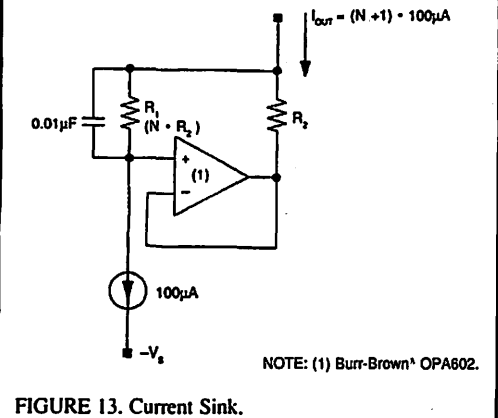 I_OUT = (N +1) • 100µA
0.01µF
R₁
(N • R₂)
R₂
+
(1)
−
100µA
−Vₛ
NOTE: (1) Burr-Brown® OPA602.
FIGURE 13. Current Sink.